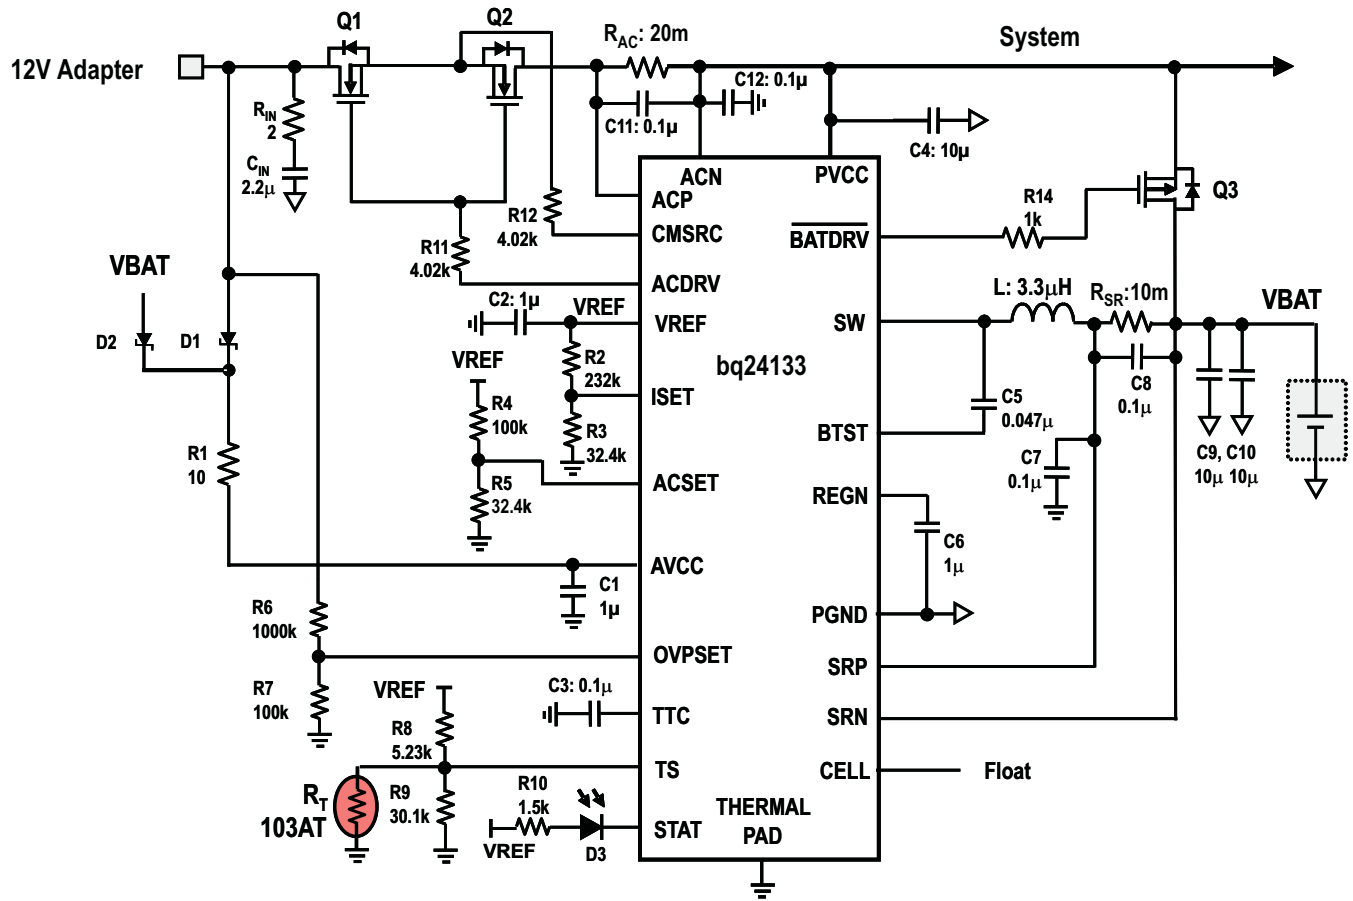 Q1
Q2
12V Adapter
R_AC: 20m
System
C12: 0.1µ
C11: 0.1µ
C4: 10µ
R_IN
2
C_IN
2.2µ
ACN
PVCC
ACP
R12
4.02k
CMSRC
BATDRV
R14
1k
Q3
R11
4.02k
ACDRV
VBAT
C2: 1µ
VREF
VREF
SW
L: 3.3µH
R_SR:10m
VBAT
D2
D1
VREF
R2
232k
bq24133
ISET
C8
0.1µ
R4
100k
R3
32.4k
C5
0.047µ
BTST
R1
10
R5
32.4k
ACSET
REGN
C7
0.1µ
C9, C10
10µ 10µ
C6
1µ
AVCC
C1
1µ
R6
1000k
PGND
OVPSET
SRP
R7
100k
VREF
C3: 0.1µ
TTC
SRN
R8
5.23k
TS
CELL
Float
R_T
103AT
R9
30.1k
R10
1.5k
VREF
D3
STAT
THERMAL
PAD